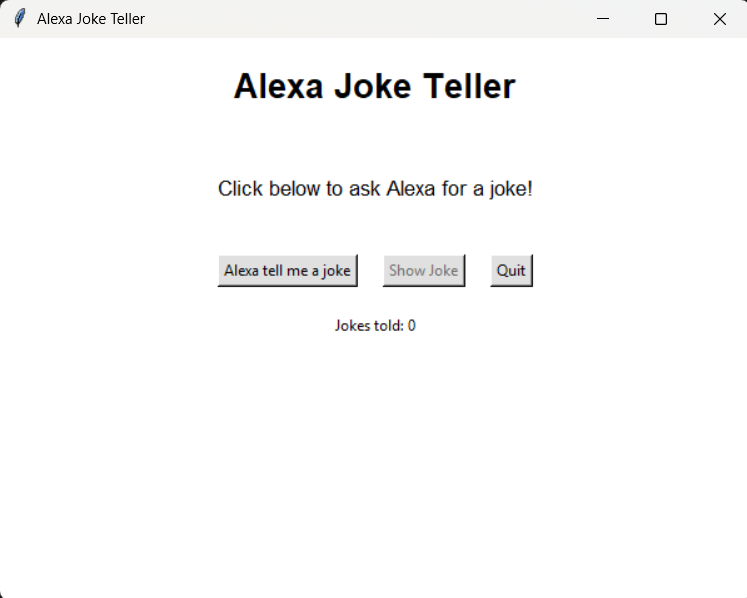 Alexa Joke Teller
Alexa Joke Teller
Click below to ask Alexa for a joke!
Alexa tell me a joke Show Joke Quit
Jokes told: 0